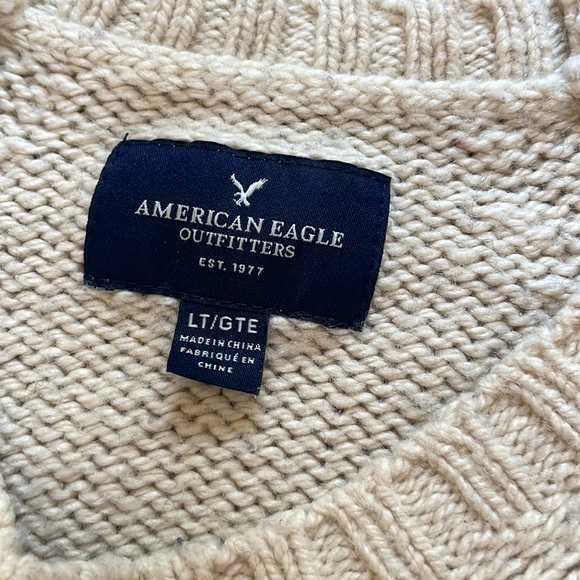 AMERICAN EAGLE
OUTFITTERS
EST. 1977
LT/GTE
MADE IN CHINA
FABRIQUÉ EN
CHINE